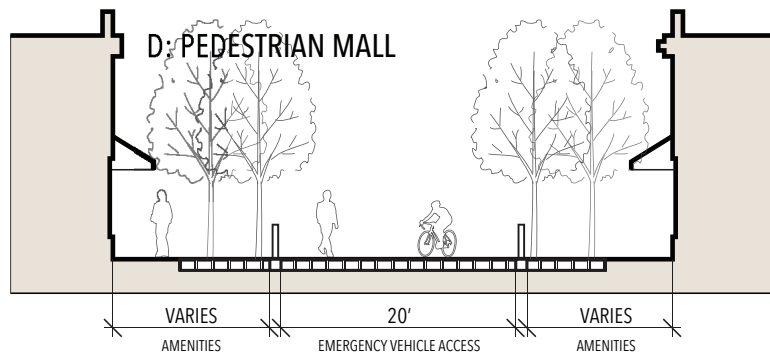 D: PEDESTRIAN MALL
VARIES 20' VARIES
AMENITIES EMERGENCY VEHICLE ACCESS AMENITIES